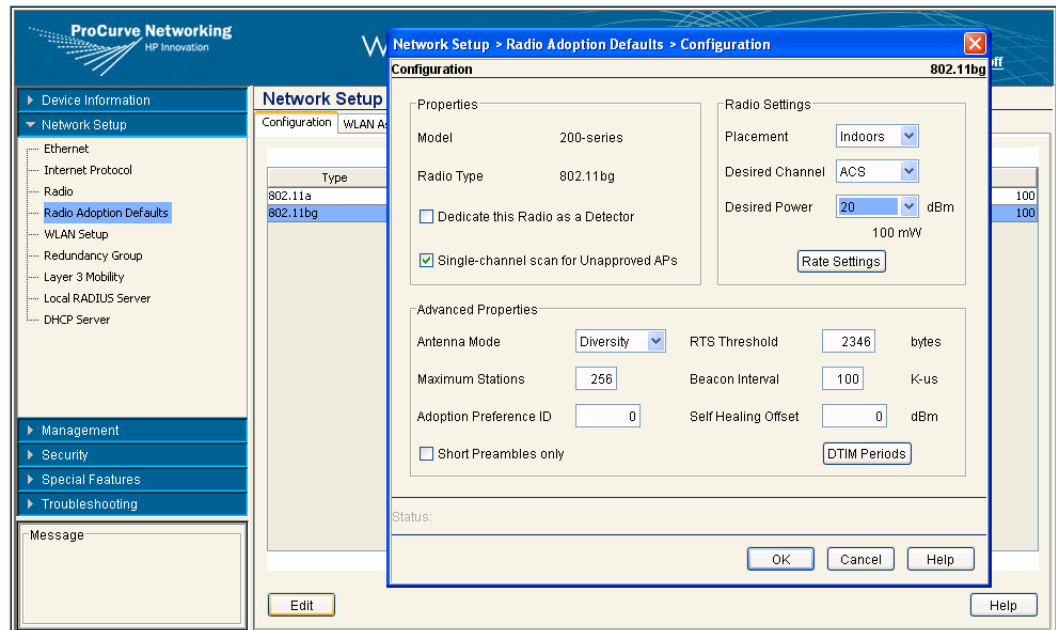 ProCurve Networking
HP Innovation
W
Network Setup > Radio Adoption Defaults > Configuration
ff
Configuration 802.11bg
Device Information
Network Setup
Ethernet
Internet Protocol
Radio
Radio Adoption Defaults
WLAN Setup
Redundancy Group
Layer 3 Mobility
Local RADIUS Server
DHCP Server
Management
Security
Special Features
Troubleshooting
Message
Network Setup
Configuration WLAN A
Type
802.11a 100
802.11bg 100
Edit
Help
Properties
Model 200-series
Radio Type 802.11bg
Dedicate this Radio as a Detector
Single-channel scan for Unapproved APs
Radio Settings
Placement Indoors
Desired Channel ACS
Desired Power 20 dBm
100 mW
Rate Settings
Advanced Properties
Antenna Mode Diversity RTS Threshold 2346 bytes
Maximum Stations 256 Beacon Interval 100 K-us
Adoption Preference ID 0 Self Healing Offset 0 dBm
Short Preambles only DTIM Periods
Status:
OK Cancel Help